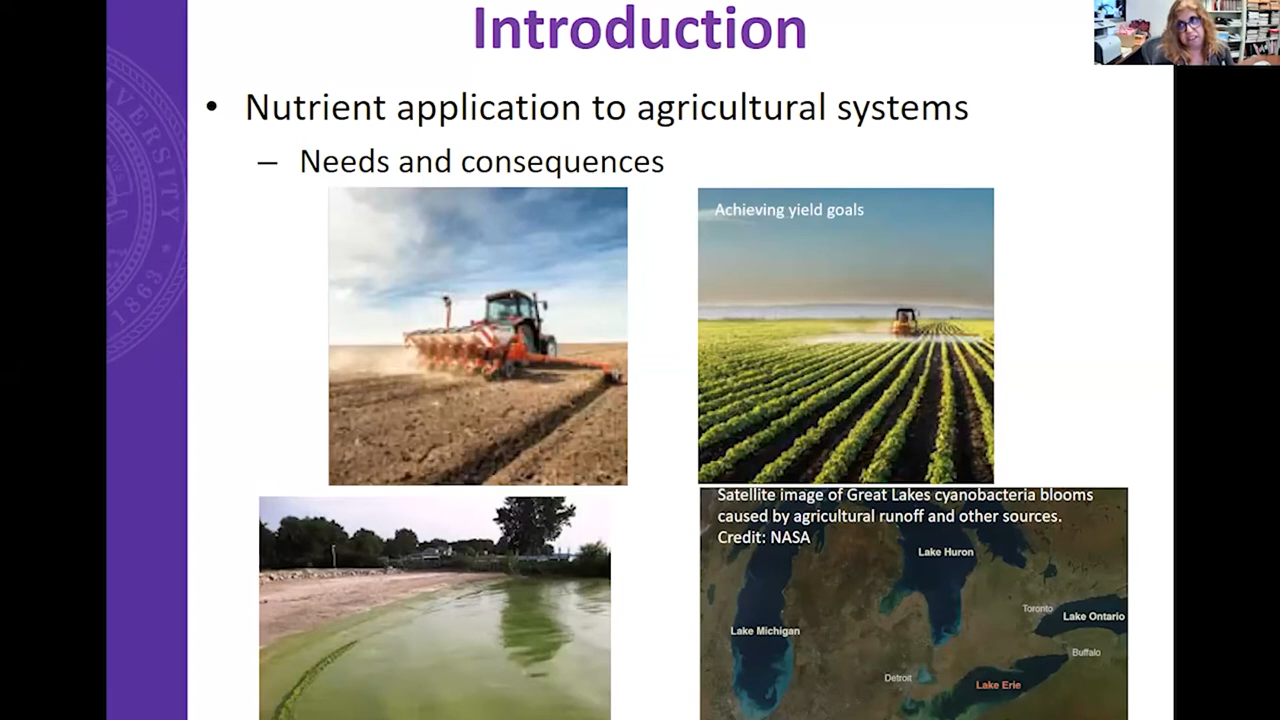 Introduction
• Nutrient application to agricultural systems
– Needs and consequences
Achieving yield goals
Satellite image of Great Lakes cyanobacteria blooms
caused by agricultural runoff and other sources.
Credit: NASA
Lake Huron
Toronto
Lake Ontario
Lake Michigan
Buffalo
Detroit
Lake Erie
1863